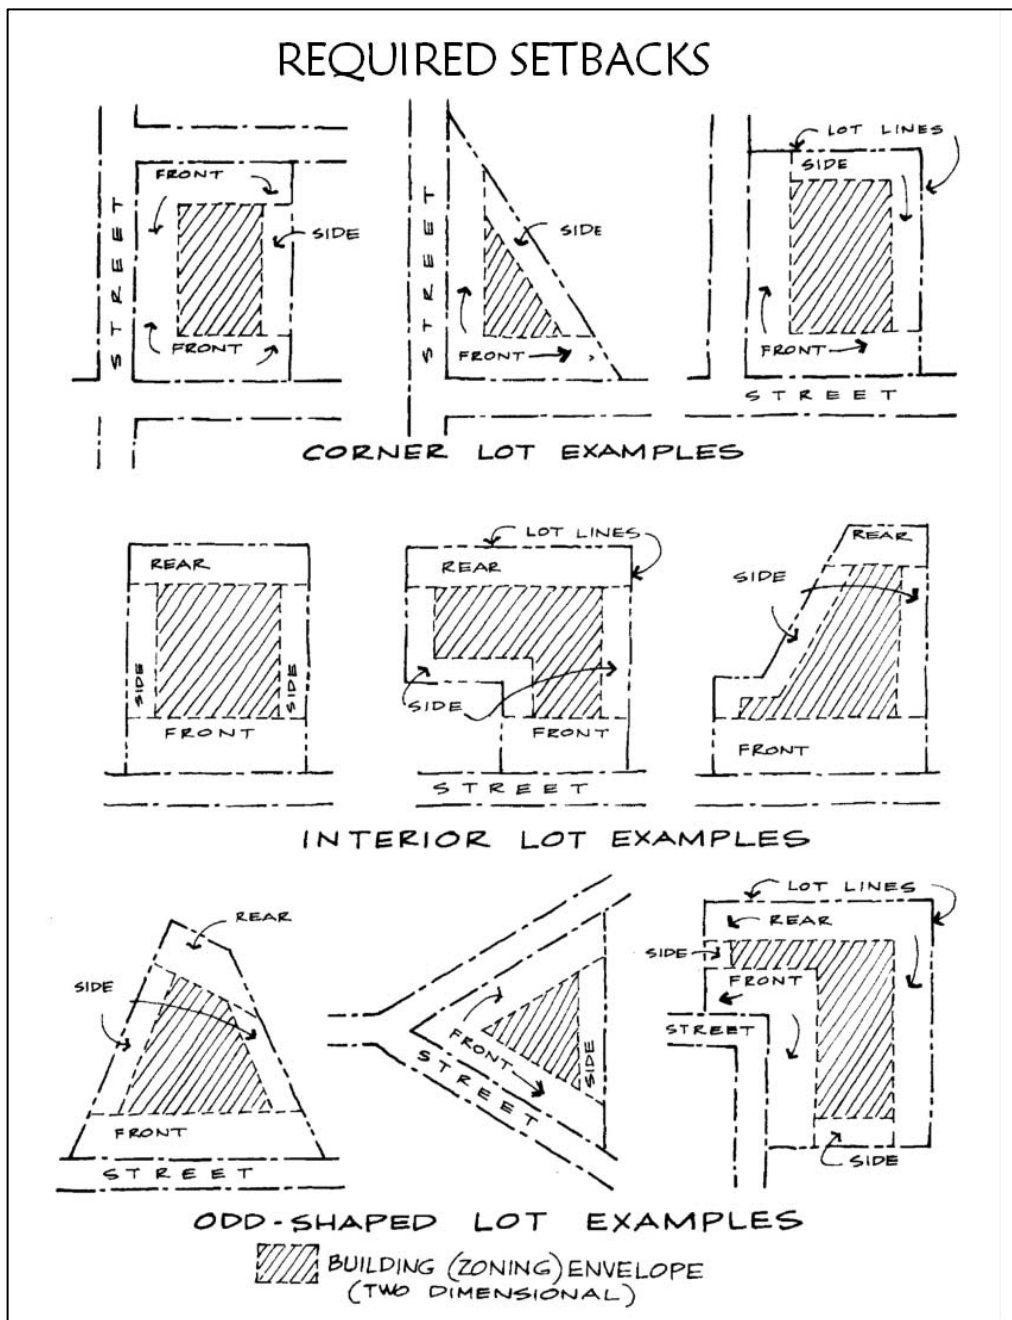 REQUIRED SETBACKS
STREET
FRONT
SIDE
FRONT
STREET
SIDE
FRONT
LOT LINES
SIDE
FRONT
STREET
CORNER LOT EXAMPLES
REAR
SIDE
SIDE
FRONT
LOT LINES
REAR
SIDE
FRONT
STREET
REAR
SIDE
FRONT
INTERIOR LOT EXAMPLES
REAR
SIDE
FRONT
STREET
FRONT
SIDE
STREET
LOT LINES
REAR
SIDE
FRONT
STREET
SIDE
ODD-SHAPED LOT EXAMPLES
BUILDING (ZONING) ENVELOPE
(TWO DIMENSIONAL)